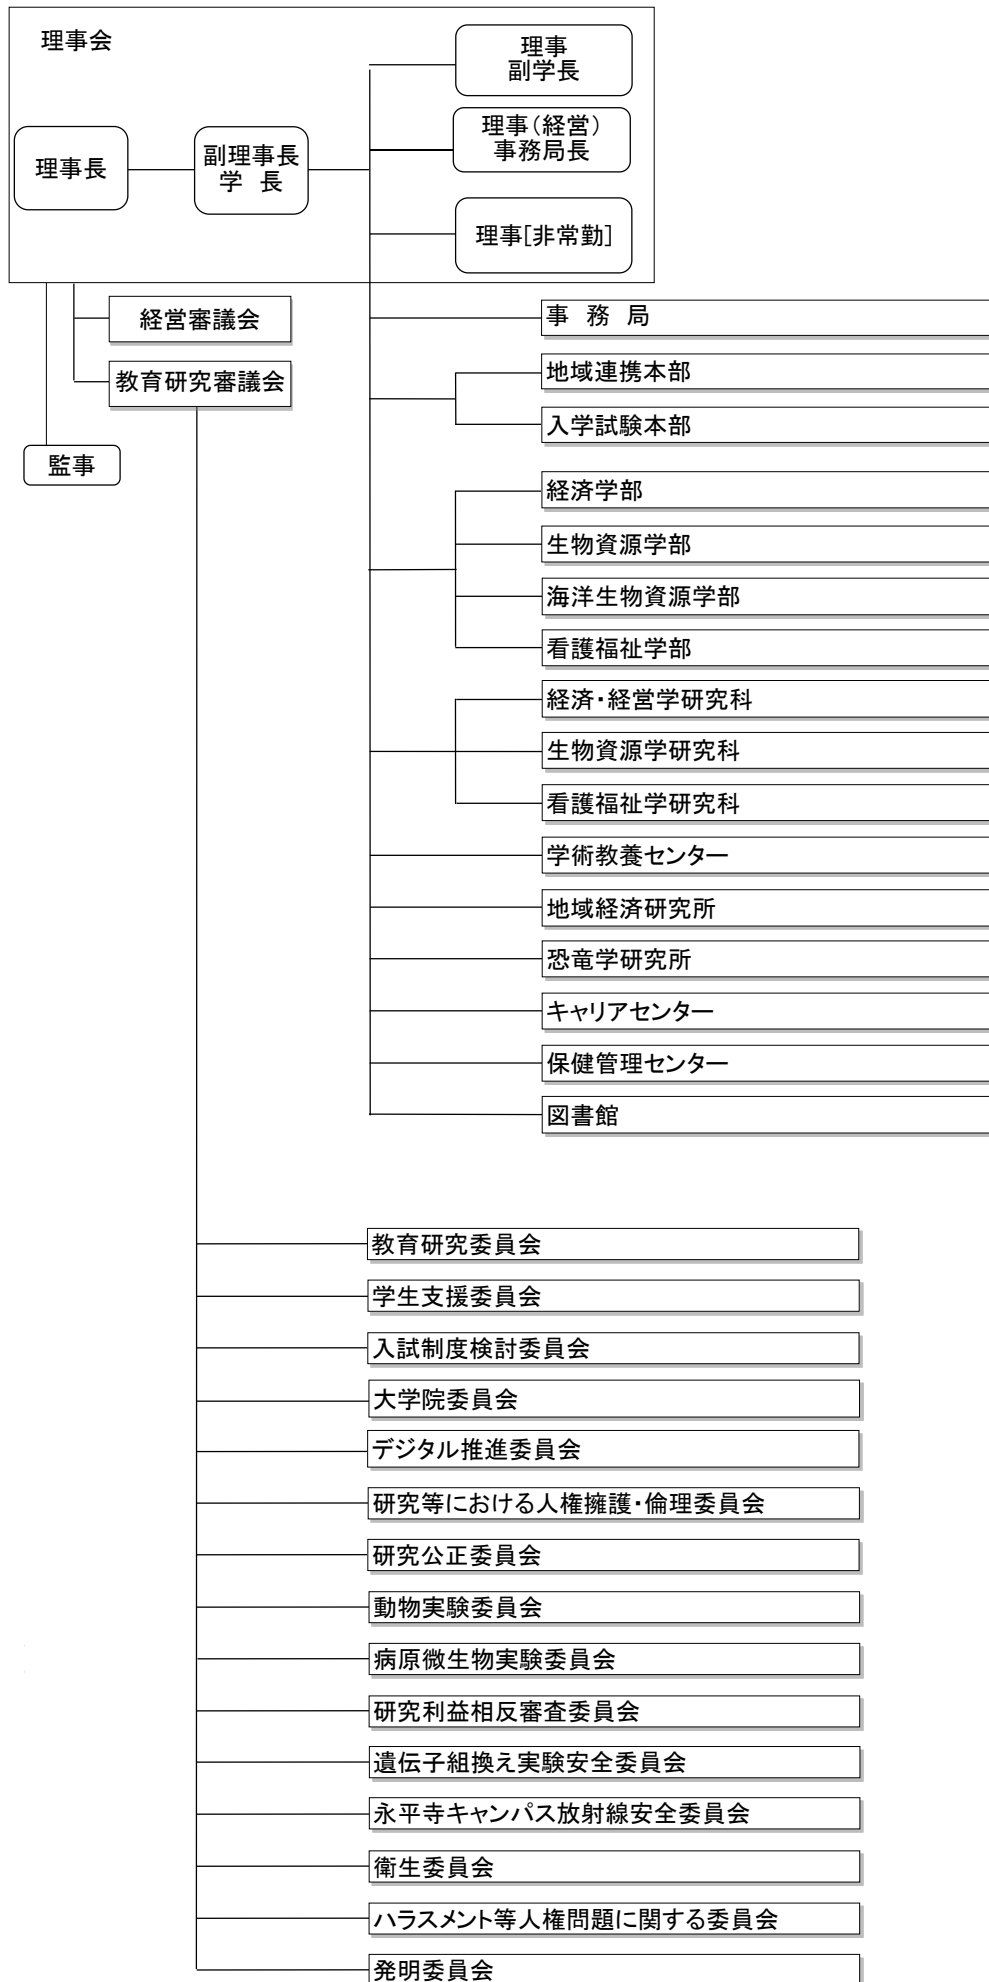 理事会
理事
副学長
理事(経営)
事務局長
理事長
副理事長
学 長
理事[非常勤]
経営審議会
教育研究審議会
監事
事 務 局
地域連携本部
入学試験本部
経済学部
生物資源学部
海洋生物資源学部
看護福祉学部
経済・経営学研究科
生物資源学研究科
看護福祉学研究科
学術教養センター
地域経済研究所
恐竜学研究所
キャリアセンター
保健管理センター
図書館
教育研究委員会
学生支援委員会
入試制度検討委員会
大学院委員会
デジタル推進委員会
研究等における人権擁護・倫理委員会
研究公正委員会
動物実験委員会
病原微生物実験委員会
研究利益相反審査委員会
遺伝子組換え実験安全委員会
永平寺キャンパス放射線安全委員会
衛生委員会
ハラスメント等人権問題に関する委員会
発明委員会